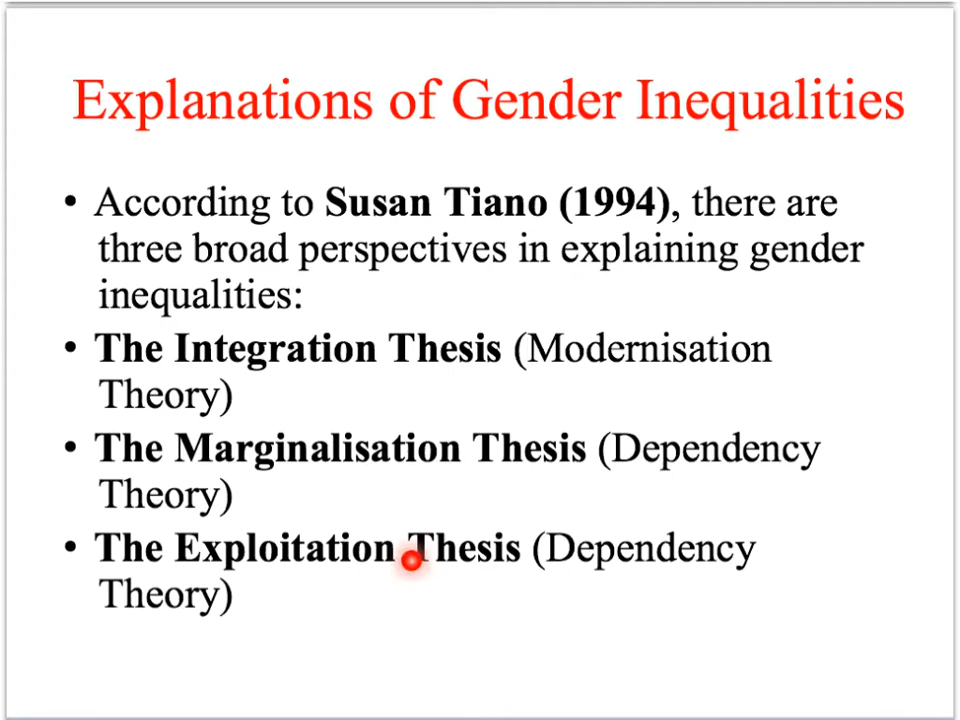 Explanations of Gender Inequalities
• According to Susan Tiano (1994), there are
three broad perspectives in explaining gender
inequalities:
• The Integration Thesis (Modernisation
Theory)
• The Marginalisation Thesis (Dependency
Theory)
• The Exploitation Thesis (Dependency
Theory)